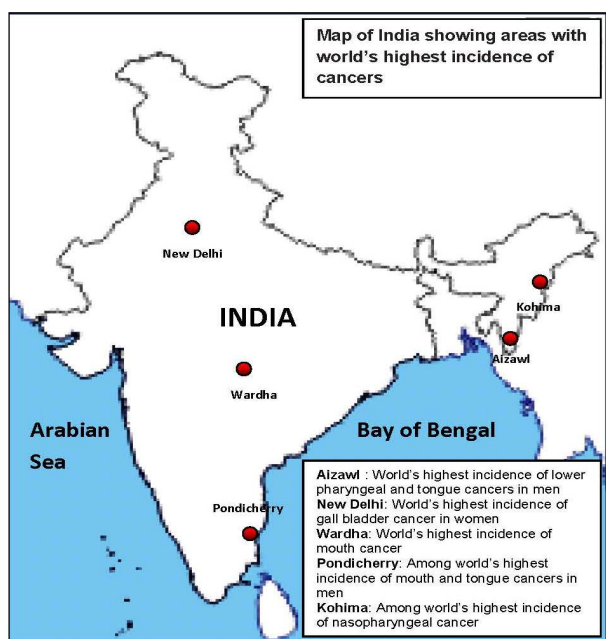 Map of India showing areas with
world's highest incidence of
cancers
New Delhi
Kohima
INDIA
Aizawl
Wardha
Arabian
Sea
Bay of Bengal
Pondicherry
Aizawl : World's highest incidence of lower
pharyngeal and tongue cancers in men
New Delhi: World's highest incidence of
gall bladder cancer in women
Wardha: World's highest incidence of
mouth cancer
Pondicherry: Among world's highest
incidence of mouth and tongue cancers in
men
Kohima: Among world's highest incidence
of nasopharyngeal cancer